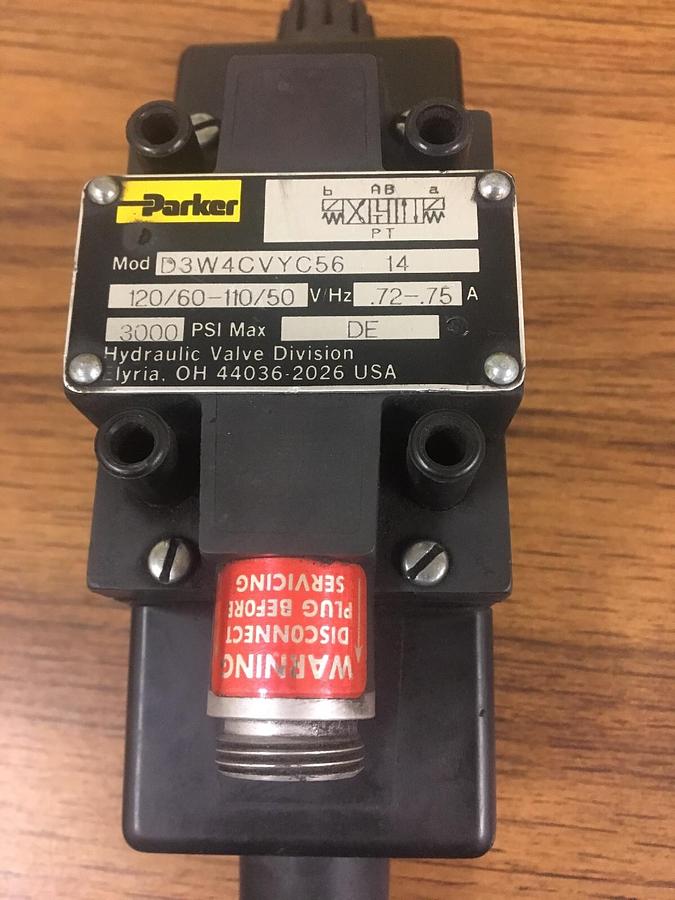 Parker
b AB a
PT
Mod D3W4CVYC56 14
120/60-110/50 V/Hz .72-.75 A
3000 PSI Max DE
Hydraulic Valve Division
Elyria, OH 44036-2026 USA
WARNING
DISCONNECT
PLUG BEFORE
SERVICING